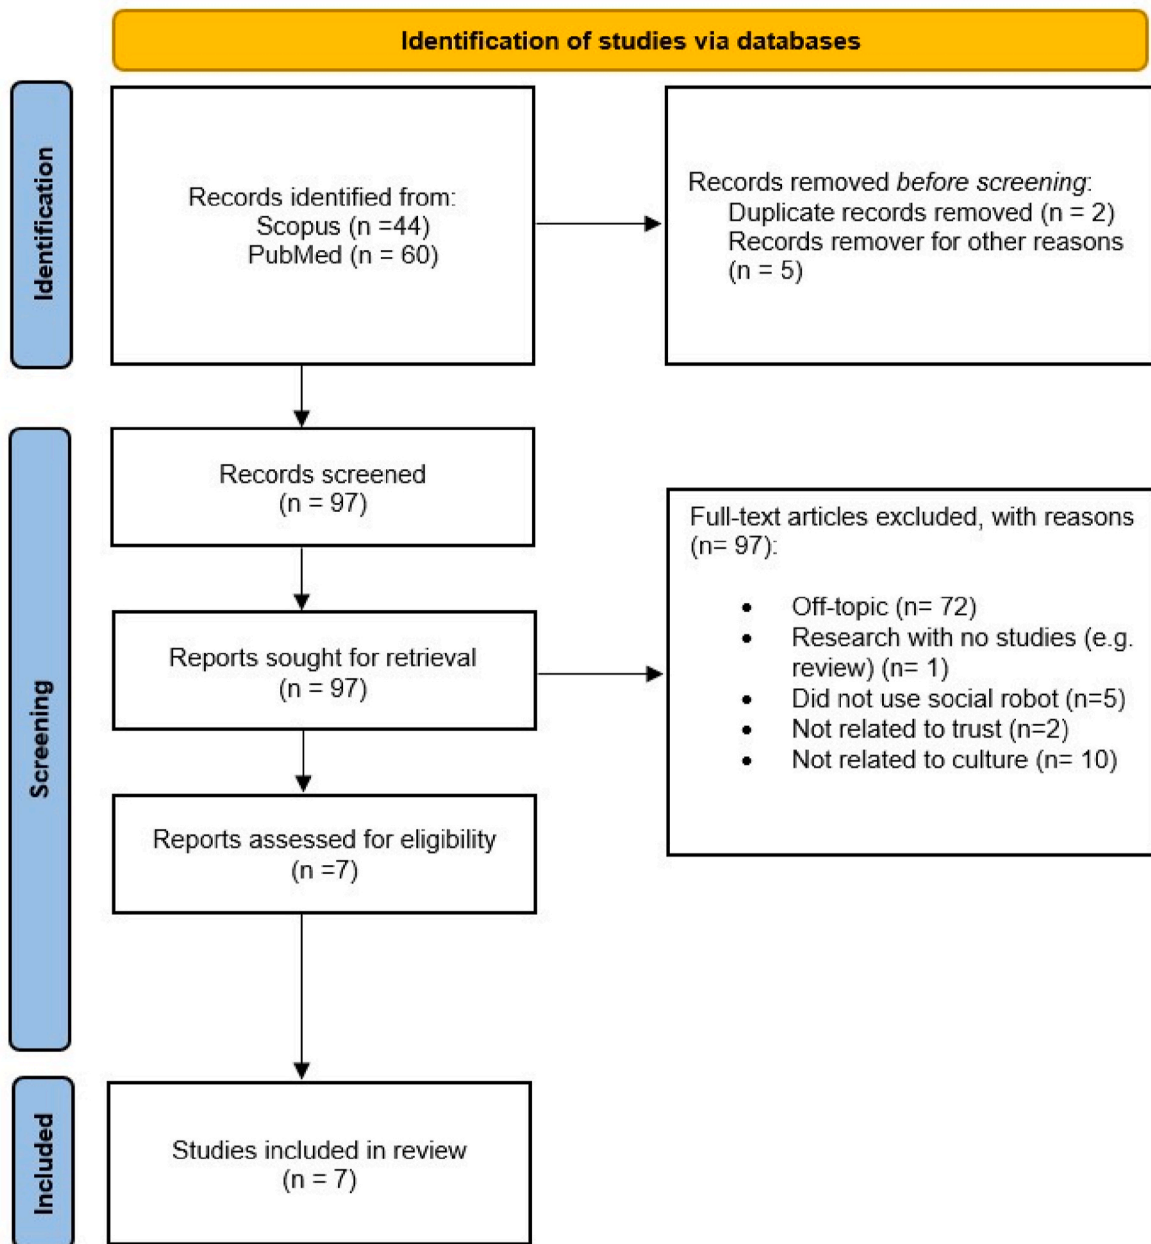 Identification of studies via databases
Identification
Records identified from:
Scopus (n =44)
PubMed (n = 60)
Records removed before screening:
Duplicate records removed (n = 2)
Records remover for other reasons
(n = 5)
Screening
Records screened
(n = 97)
Reports sought for retrieval
(n = 97)
Full-text articles excluded, with reasons
(n= 97):
• Off-topic (n= 72)
• Research with no studies (e.g.
review) (n= 1)
• Did not use social robot (n=5)
• Not related to trust (n=2)
• Not related to culture (n= 10)
Reports assessed for eligibility
(n =7)
Included
Studies included in review
(n = 7)